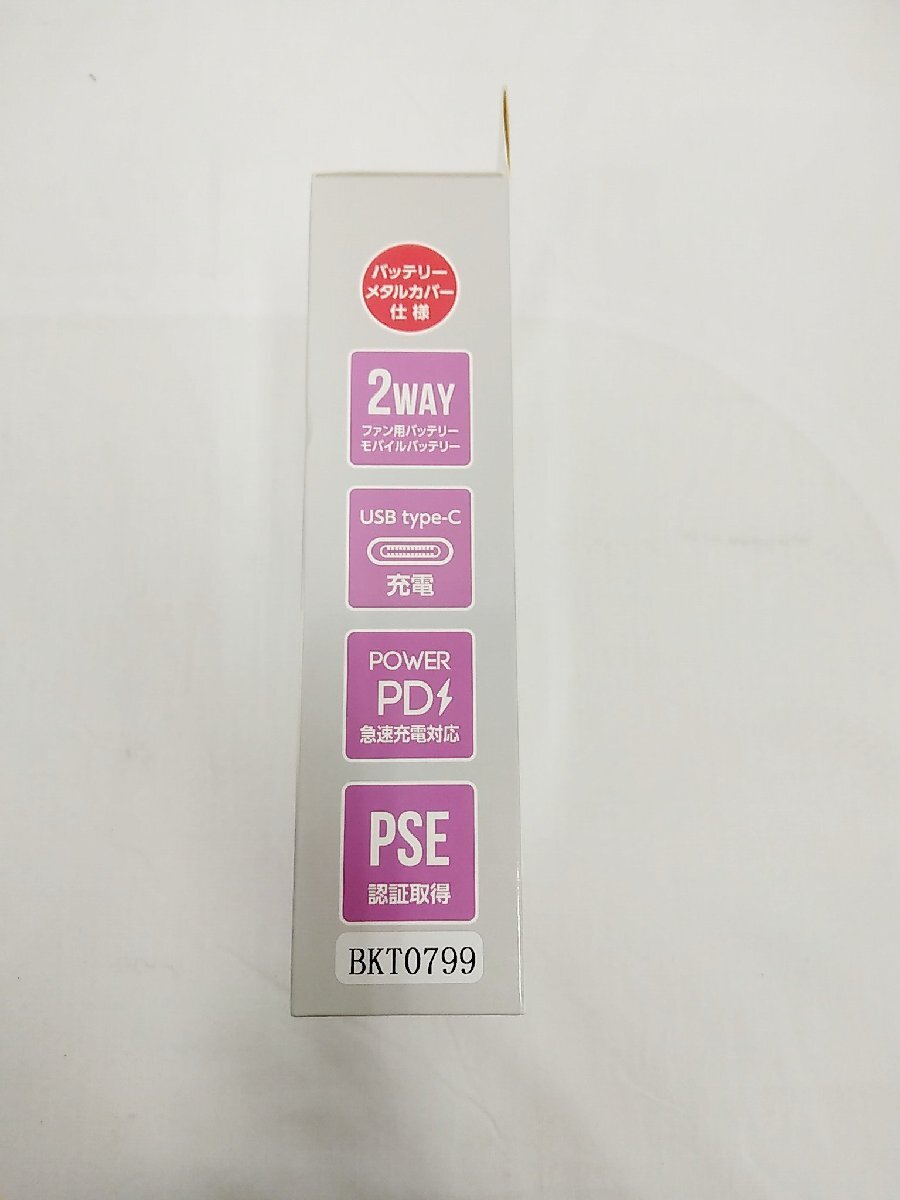 バッテリー
メタルカバー
仕様
2WAY
ファン用バッテリー
モバイルバッテリー
USB type-C
充電
POWER
PD
急速充電対応
PSE
認証取得
BKT0799